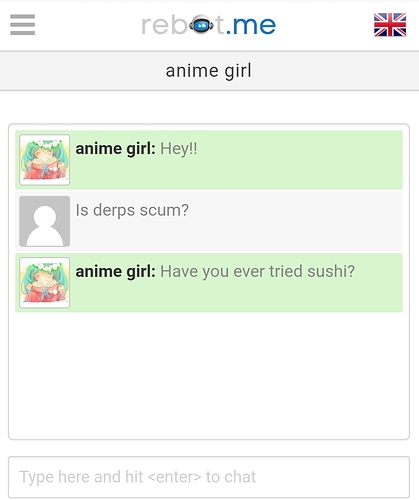 rebot.me
anime girl
anime girl: Hey!!
Is derps scum?
anime girl: Have you ever tried sushi?
Type here and hit <enter> to chat